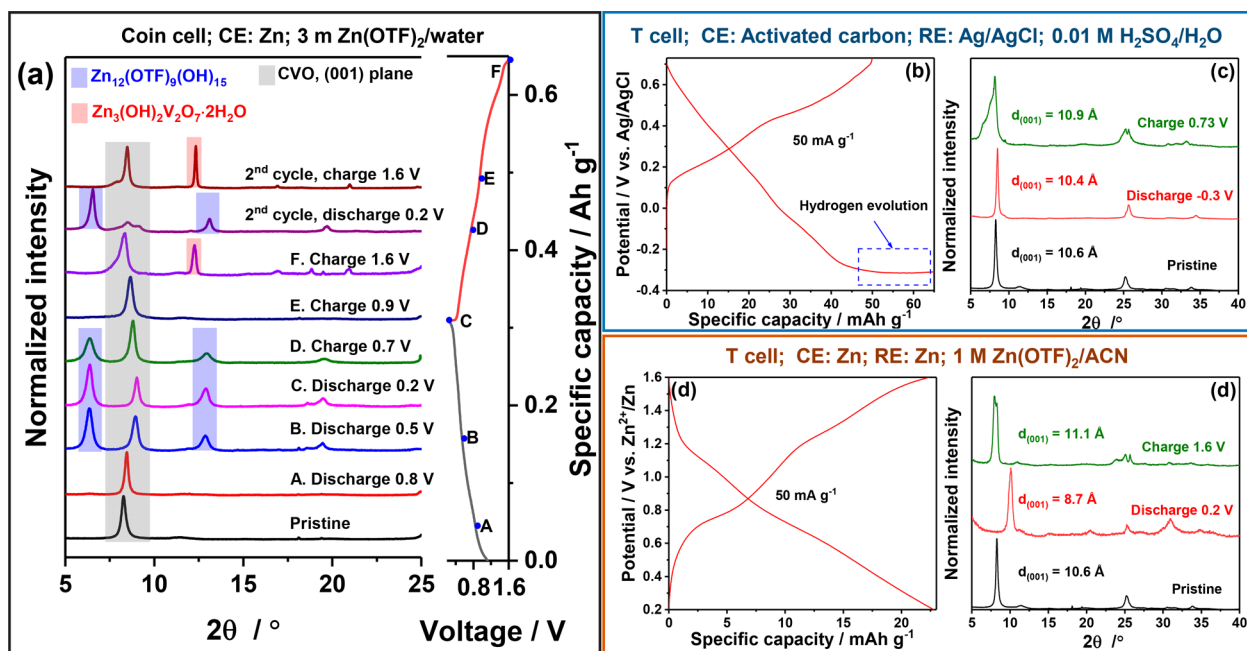 Coin cell; CE: Zn; 3 m Zn(OTF)2/water
(a)
Zn12(OTF)9(OH)15
CVO, (001) plane
Zn3(OH)2V2O7·2H2O
Normalized intensity
2nd cycle, charge 1.6 V
2nd cycle, discharge 0.2 V
F. Charge 1.6 V
E. Charge 0.9 V
D. Charge 0.7 V
C. Discharge 0.2 V
B. Discharge 0.5 V
A. Discharge 0.8 V
Pristine
5 10 15 20 25
2θ /°
F
E
D
C
B
A
0.6
0.4
0.2
0.0
Specific capacity / Ah g-1
0.8 1.6
Voltage / V
T cell; CE: Activated carbon; RE: Ag/AgCl; 0.01 M H2SO4/H2O
(b)
Potential / V vs. Ag/AgCl
0.6
0.4
0.2
0.0
-0.2
-0.4
50 mA g-1
Hydrogen evolution
0 10 20 30 40 50 60
Specific capacity / mAh g-1
(c)
Normalized intensity
d(001) = 10.9 Å
Charge 0.73 V
d(001) = 10.4 Å
Discharge -0.3 V
d(001) = 10.6 Å
Pristine
5 10 15 20 25 30 35 40
2θ /°
T cell; CE: Zn; RE: Zn; 1 M Zn(OTF)2/ACN
(d)
Potential / V vs. Zn2+/Zn
1.6
1.4
1.2
1.0
0.8
0.6
0.4
0.2
50 mA g-1
0 5 10 15 20
Specific capacity / mAh g-1
(d)
Normalized intensity
d(001) = 11.1 Å
Charge 1.6 V
d(001) = 8.7 Å
Discharge 0.2 V
d(001) = 10.6 Å
Pristine
5 10 15 20 25 30 35 40
2θ /°